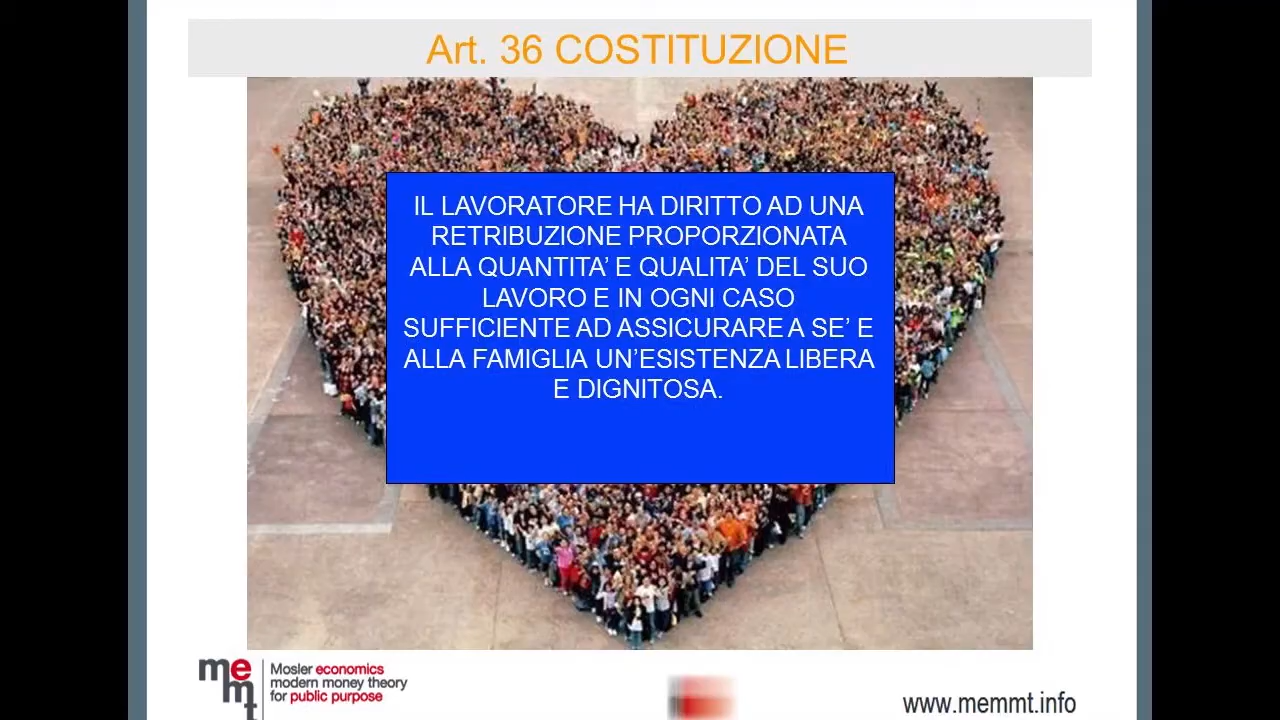 Art. 36 COSTITUZIONE
IL LAVORATORE HA DIRITTO AD UNA
RETRIBUZIONE PROPORZIONATA
ALLA QUANTITA’ E QUALITA’ DEL SUO
LAVORO E IN OGNI CASO
SUFFICIENTE AD ASSICURARE A SE’ E
ALLA FAMIGLIA UN’ESISTENZA LIBERA
E DIGNITOSA.
me
mt
Mosler economics
modern money theory
for public purpose
www.memmt.info